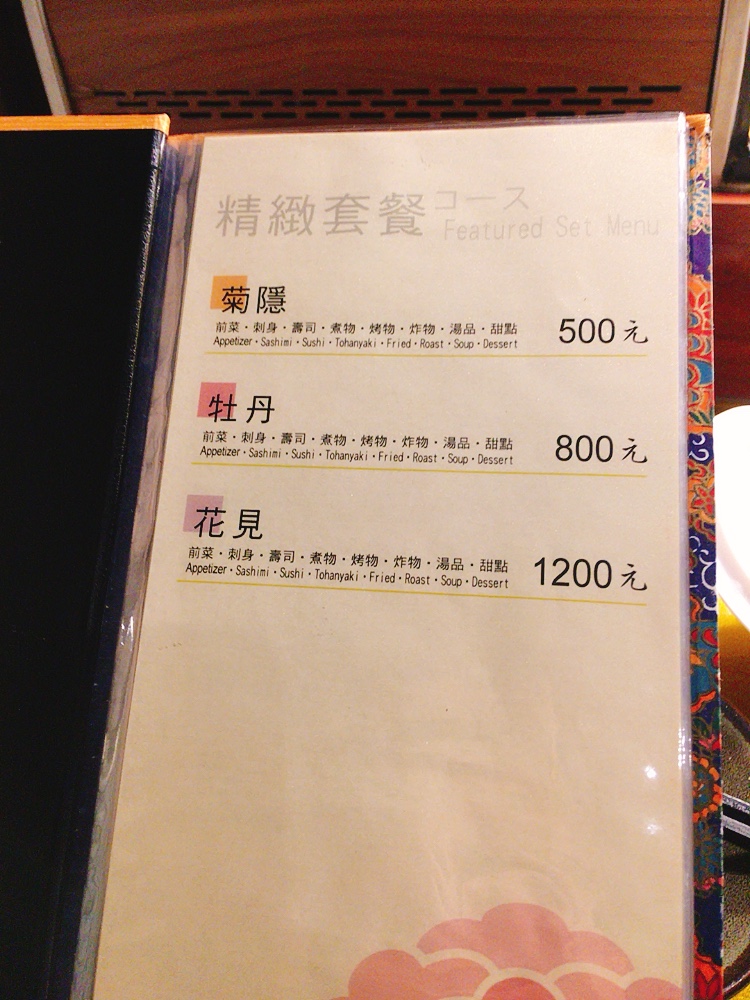 精緻套餐コース
Featured Set Menu
菊隱
前菜・刺身・壽司・煮物・烤物・炸物・湯品・甜點
Appetizer・Sashimi・Sushi・Tohanyaki・Fried・Roast・Soup・Dessert
500元
牡丹
前菜・刺身・壽司・煮物・烤物・炸物・湯品・甜點
Appetizer・Sashimi・Sushi・Tohanyaki・Fried・Roast・Soup・Dessert
800元
花見
前菜・刺身・壽司・煮物・烤物・炸物・湯品・甜點
Appetizer・Sashimi・Sushi・Tohanyaki・Fried・Roast・Soup・Dessert
1200元